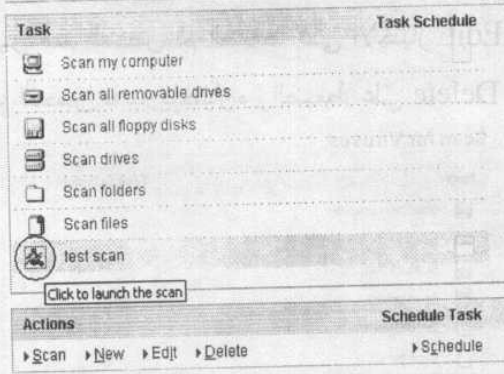 Task Task Schedule
Scan my computer
Scan all removable drives
Scan all floppy disks
Scan drives
Scan folders
Scan files
test scan
Click to launch the scan
Actions Schedule Task
Scan New Edit Delete Schedule